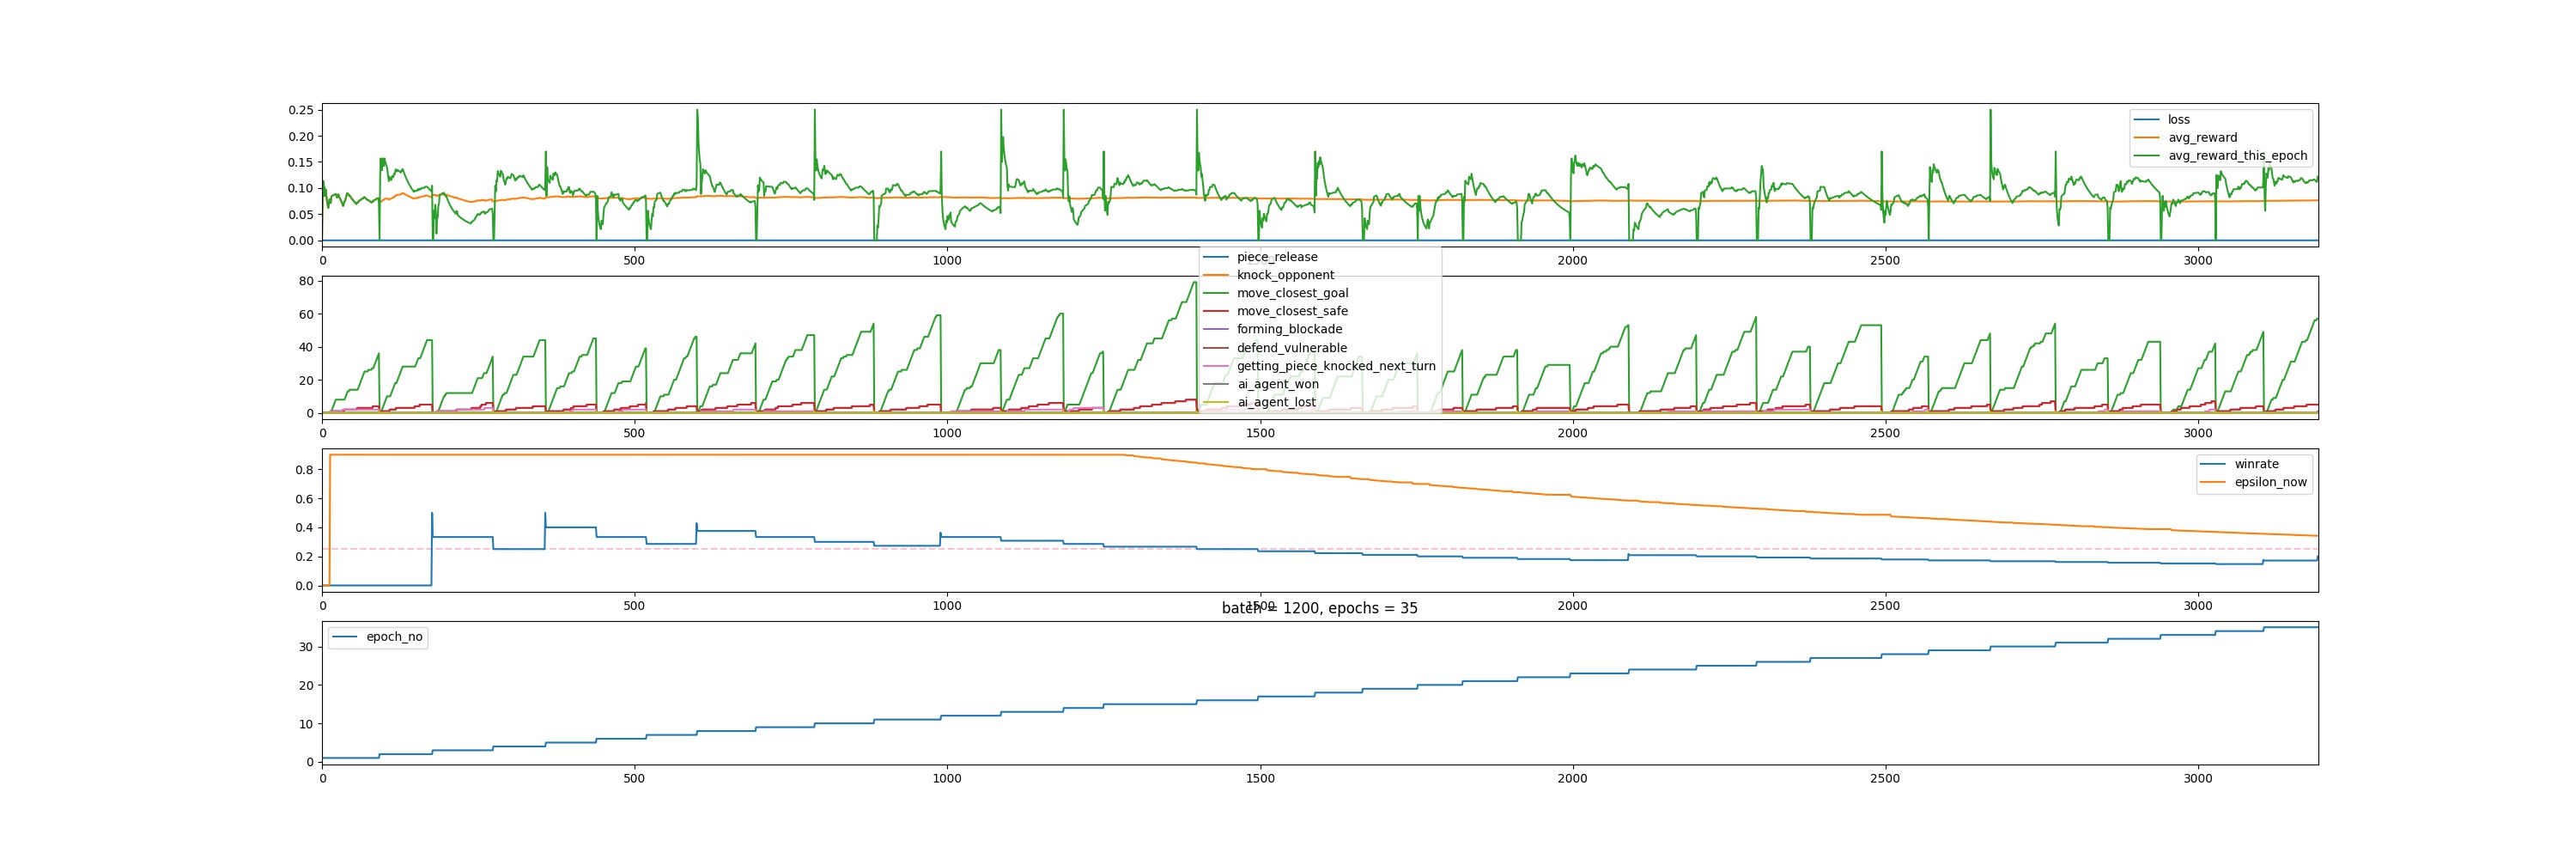 0.25
0.20
0.15
0.10
0.05
0.00
loss
avg_reward
avg_reward_this_epoch
0 500 1000 1500 2000 2500 3000
80
60
40
20
0
piece_release
knock_opponent
move_closest_goal
move_closest_safe
forming_blockade
defend_vulnerable
getting_piece_knocked_next_turn
ai_agent_won
ai_agent_lost
0 500 1000 1500 2000 2500 3000
0.8
0.6
0.4
0.2
0.0
winrate
epsilon_now
0 500 1000 1500 2000 2500 3000
batch = 1200, epochs = 35
30
20
10
0
epoch_no
0 500 1000 1500 2000 2500 3000